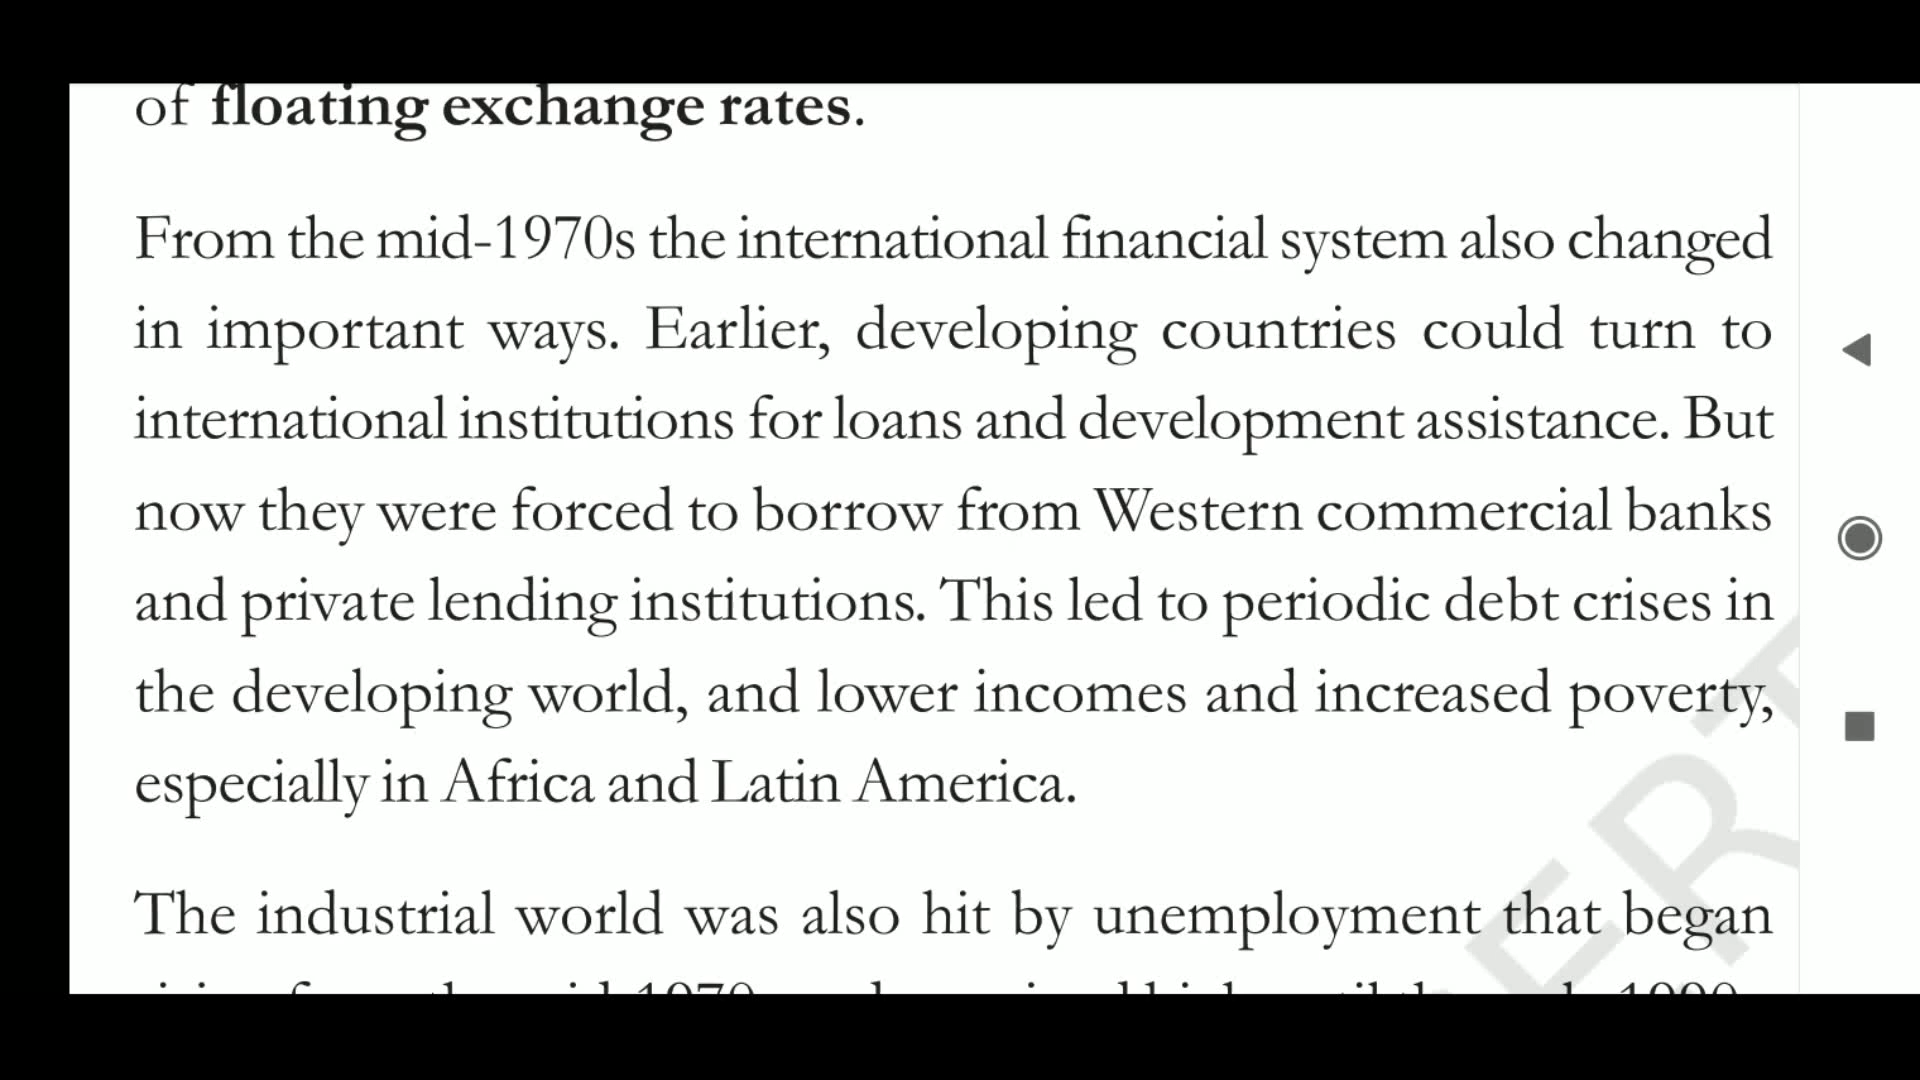 of floating exchange rates.
From the mid-1970s the international financial system also changed
in important ways. Earlier, developing countries could turn to
international institutions for loans and development assistance. But
now they were forced to borrow from Western commercial banks
and private lending institutions. This led to periodic debt crises in
the developing world, and lower incomes and increased poverty,
especially in Africa and Latin America.
The industrial world was also hit by unemployment that began